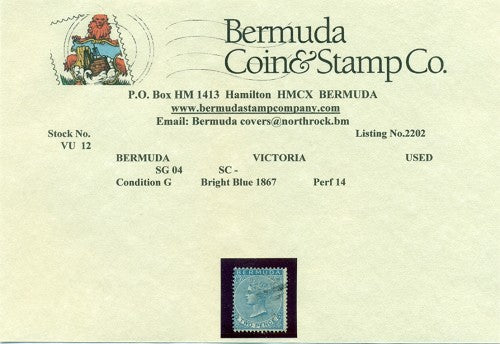 Bermuda
Coin&Stamp Co.
P.O. Box HM 1413 Hamilton HMCX BERMUDA
www.bermudastampcompany.com
Email: Bermuda covers@northrock.bm
Stock No. Listing No.2202
VU 12
BERMUDA VICTORIA USED
SG 04 SC -
Condition G Bright Blue 1867 Perf 14
BERMUDA
TWO PENCE